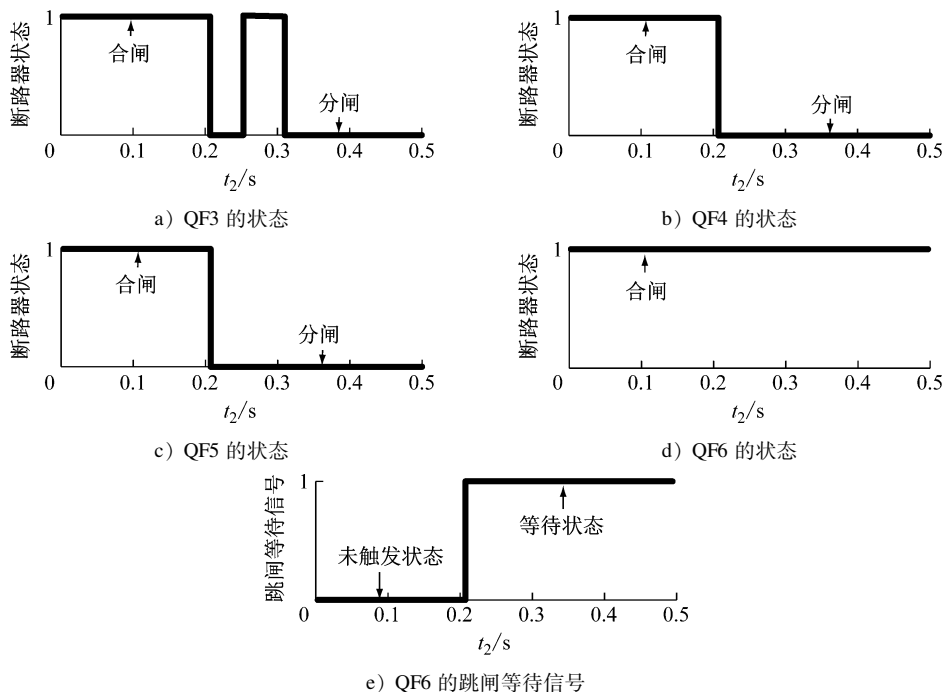 断路器状态
1
合闸
分闸
0 0.1 0.2 0.3 0.4 0.5
t₂/s
a）QF3 的状态
断路器状态
1
合闸
分闸
0 0.1 0.2 0.3 0.4 0.5
t₂/s
b）QF4 的状态
断路器状态
1
合闸
分闸
0 0.1 0.2 0.3 0.4 0.5
t₂/s
c）QF5 的状态
断路器状态
1
合闸
0 0.1 0.2 0.3 0.4 0.5
t₂/s
d）QF6 的状态
跳闸等待信号
1
等待状态
未触发状态
0 0.1 0.2 0.3 0.4 0.5
t₂/s
e）QF6 的跳闸等待信号